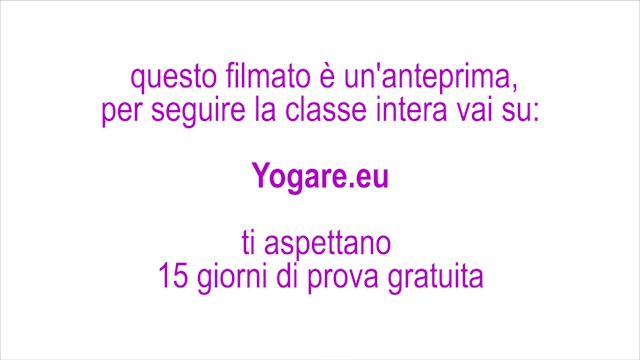 questo filmato è un'anteprima,
per seguire la classe intera vai su:
Yogare.eu
ti aspettano
15 giorni di prova gratuita